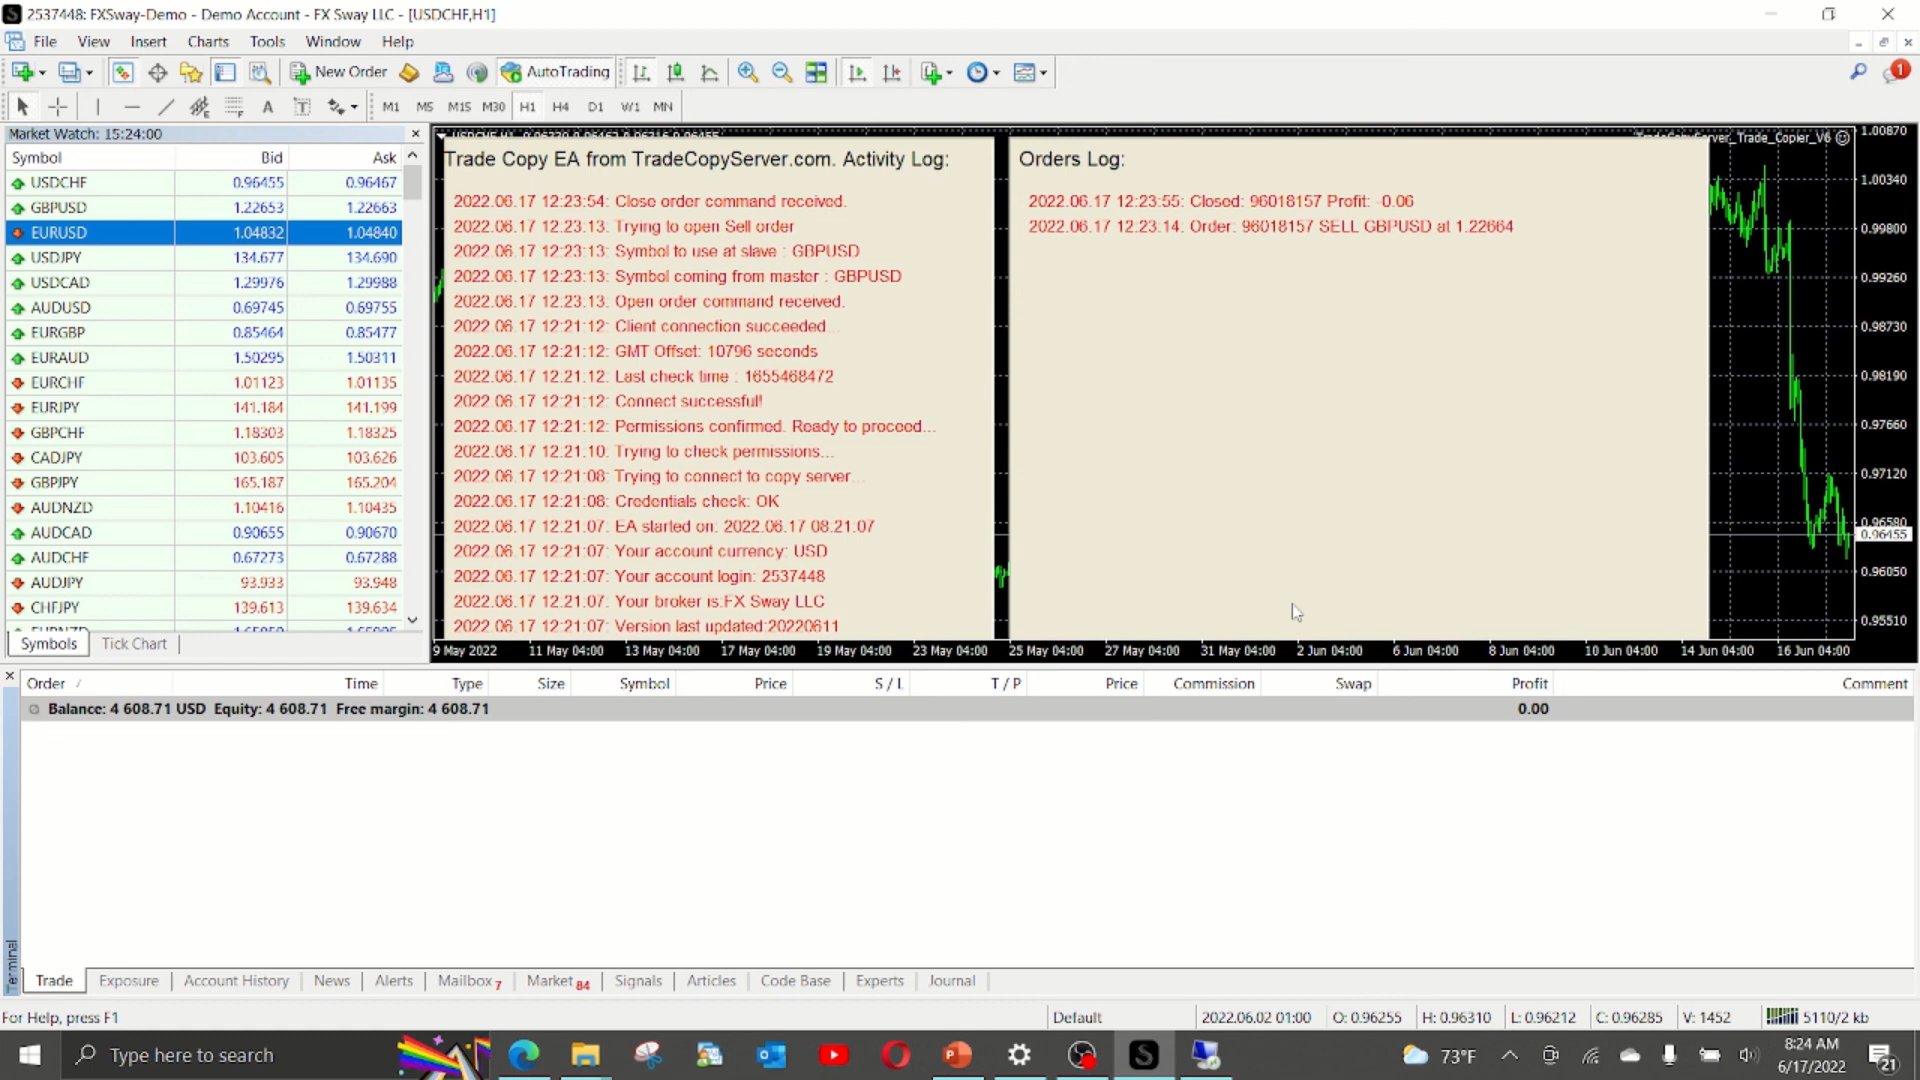 2537448: FXSway-Demo - Demo Account - FX Sway LLC - [USDCHF,H1]
File View Insert Charts Tools Window Help
New Order AutoTrading 1
A T M1 M5 M15 M30 H1 H4 D1 W1 MN
Market Watch: 15:24:00
Symbol Bid Ask
USDCHF 0.96455 0.96467
GBPUSD 1.22653 1.22663
EURUSD 1.04832 1.04840
USDJPY 134.677 134.690
USDCAD 1.29976 1.29988
AUDUSD 0.69745 0.69755
EURGBP 0.85464 0.85477
EURAUD 1.50295 1.50311
EURCHF 1.01123 1.01135
EURJPY 141.184 141.199
GBPCHF 1.18303 1.18325
CADJPY 103.605 103.626
GBPJPY 165.187 165.204
AUDNZD 1.10416 1.10435
AUDCAD 0.90655 0.90670
AUDCHF 0.67273 0.67288
AUDJPY 93.933 93.948
CHFJPY 139.613 139.634
Symbols Tick Chart
Trade Copy EA from TradeCopyServer.com. Activity Log:
2022.06.17 12:23:54: Close order command received.
2022.06.17 12:23:13: Trying to open Sell order
2022.06.17 12:23:13: Symbol to use at slave : GBPUSD
2022.06.17 12:23:13: Symbol coming from master : GBPUSD
2022.06.17 12:23:13: Open order command received.
2022.06.17 12:21:12: Client connection succeeded...
2022.06.17 12:21:12: GMT Offset: 10796 seconds
2022.06.17 12:21:12: Last check time : 1655468472
2022.06.17 12:21:12: Connect successful!
2022.06.17 12:21:12: Permissions confirmed. Ready to proceed...
2022.06.17 12:21:10: Trying to check permissions...
2022.06.17 12:21:08: Trying to connect to copy server...
2022.06.17 12:21:08: Credentials check: OK
2022.06.17 12:21:07: EA started on: 2022.06.17 08:21:07
2022.06.17 12:21:07: Your account currency: USD
2022.06.17 12:21:07: Your account login: 2537448
2022.06.17 12:21:07: Your broker is:FX Sway LLC
2022.06.17 12:21:07: Version last updated:20220611
Orders Log:
2022.06.17 12:23:55: Closed: 96018157 Profit: -0.06
2022.06.17 12:23:14: Order: 96018157 SELL GBPUSD at 1.22664
1.00870
1.00340
0.99800
0.99260
0.98730
0.98190
0.97660
0.97120
0.96580
0.96455
0.96050
0.95510
9 May 2022 11 May 04:00 13 May 04:00 17 May 04:00 19 May 04:00 23 May 04:00 25 May 04:00 27 May 04:00 31 May 04:00 2 Jun 04:00 6 Jun 04:00 8 Jun 04:00 10 Jun 04:00 14 Jun 04:00 16 Jun 04:00
Order Time Type Size Symbol Price S / L T / P Price Commission Swap Profit Comment
Balance: 4 608.71 USD Equity: 4 608.71 Free margin: 4 608.71 0.00
Terminal
Trade Exposure Account History News Alerts Mailbox 7 Market 84 Signals Articles Code Base Experts Journal
For Help, press F1 Default 2022.06.02 01:00 O: 0.96255 H: 0.96310 L: 0.96212 C: 0.96285 V: 1452 5110/2 kb
Type here to search 73°F 8:24 AM
6/17/2022 21